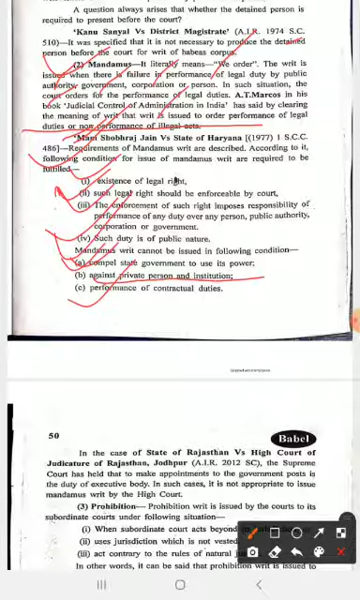 A question always arises that whether the detained person is
required to present before the court?
'Kanu Sanyal Vs District Magistrate' (A.I.R. 1974 S.C.
510)—It was specified that it is not necessary to produce the detained
person before the court for writ of habeas corpus.
(2) Mandamus—It literally means—"We order". The writ is
issued when there is failure in performance of legal duty by public
authority, government, corporation or person. In such situation, the
court orders for the performance of legal duties. A.T.Marcos in his
book 'Judicial Control of Administration in India' has said by clearing
the meaning of writ that writ is issued to order performance of legal
duties or non performance of illegal acts.
Mani Shobhraj Jain Vs State of Haryana [(1977) 1 S.C.C.
486]—Requirements of Mandamus writ are described. According to it,
following condition for issue of mandamus writ are required to be
fulfilled—
(i) existence of legal right,
(ii) such legal right should be enforceable by court,
(iii) The enforcement of such right imposes responsibility of
performance of any duty over any person, public authority,
corporation or government.
(iv) Such duty is of public nature.
Mandamus writ cannot be issued in following condition—
(a) compel state government to use its power;
(b) against private person and institution;
(c) performance of contractual duties.
50
Babel
In the case of State of Rajasthan Vs High Court of
Judicature of Rajasthan, Jodhpur (A.I.R. 2012 SC), the Supreme
Court has held that to make appointments to the government posts is
the duty of executive body. In such cases, it is not appropriate to issue
mandamus writ by the High Court.
(3) Prohibition— Prohibition writ is issued by the courts to its
subordinate courts under following situation—
(i) When subordinate court acts beyond
(ii) uses jurisdiction which is not vested
(iii) act contrary to the rules of natural
In other words, it can be said that prohibition writ is issued to